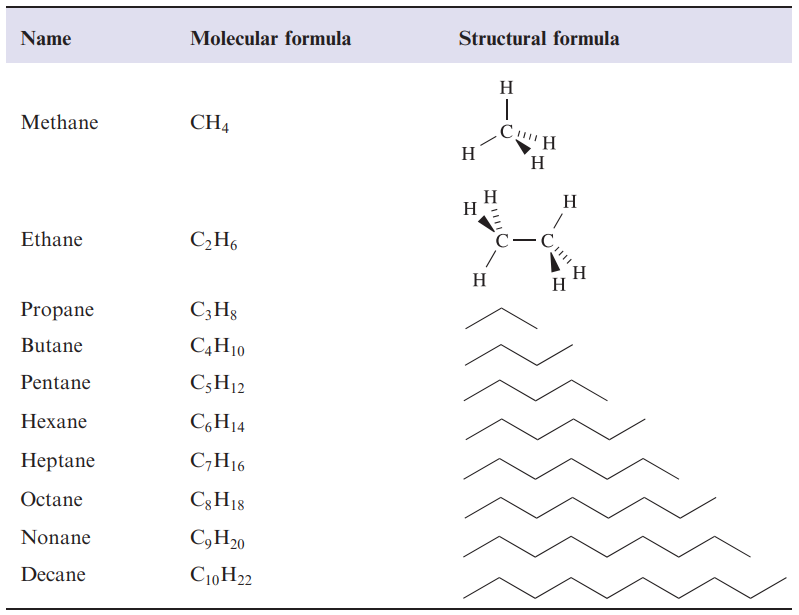 Name Molecular formula Structural formula
Methane CH₄
H
C H
H H
Ethane C₂H₆
H H H
C C
H H H
Propane C₃H₈
Butane C₄H₁₀
Pentane C₅H₁₂
Hexane C₆H₁₄
Heptane C₇H₁₆
Octane C₈H₁₈
Nonane C₉H₂₀
Decane C₁₀H₂₂